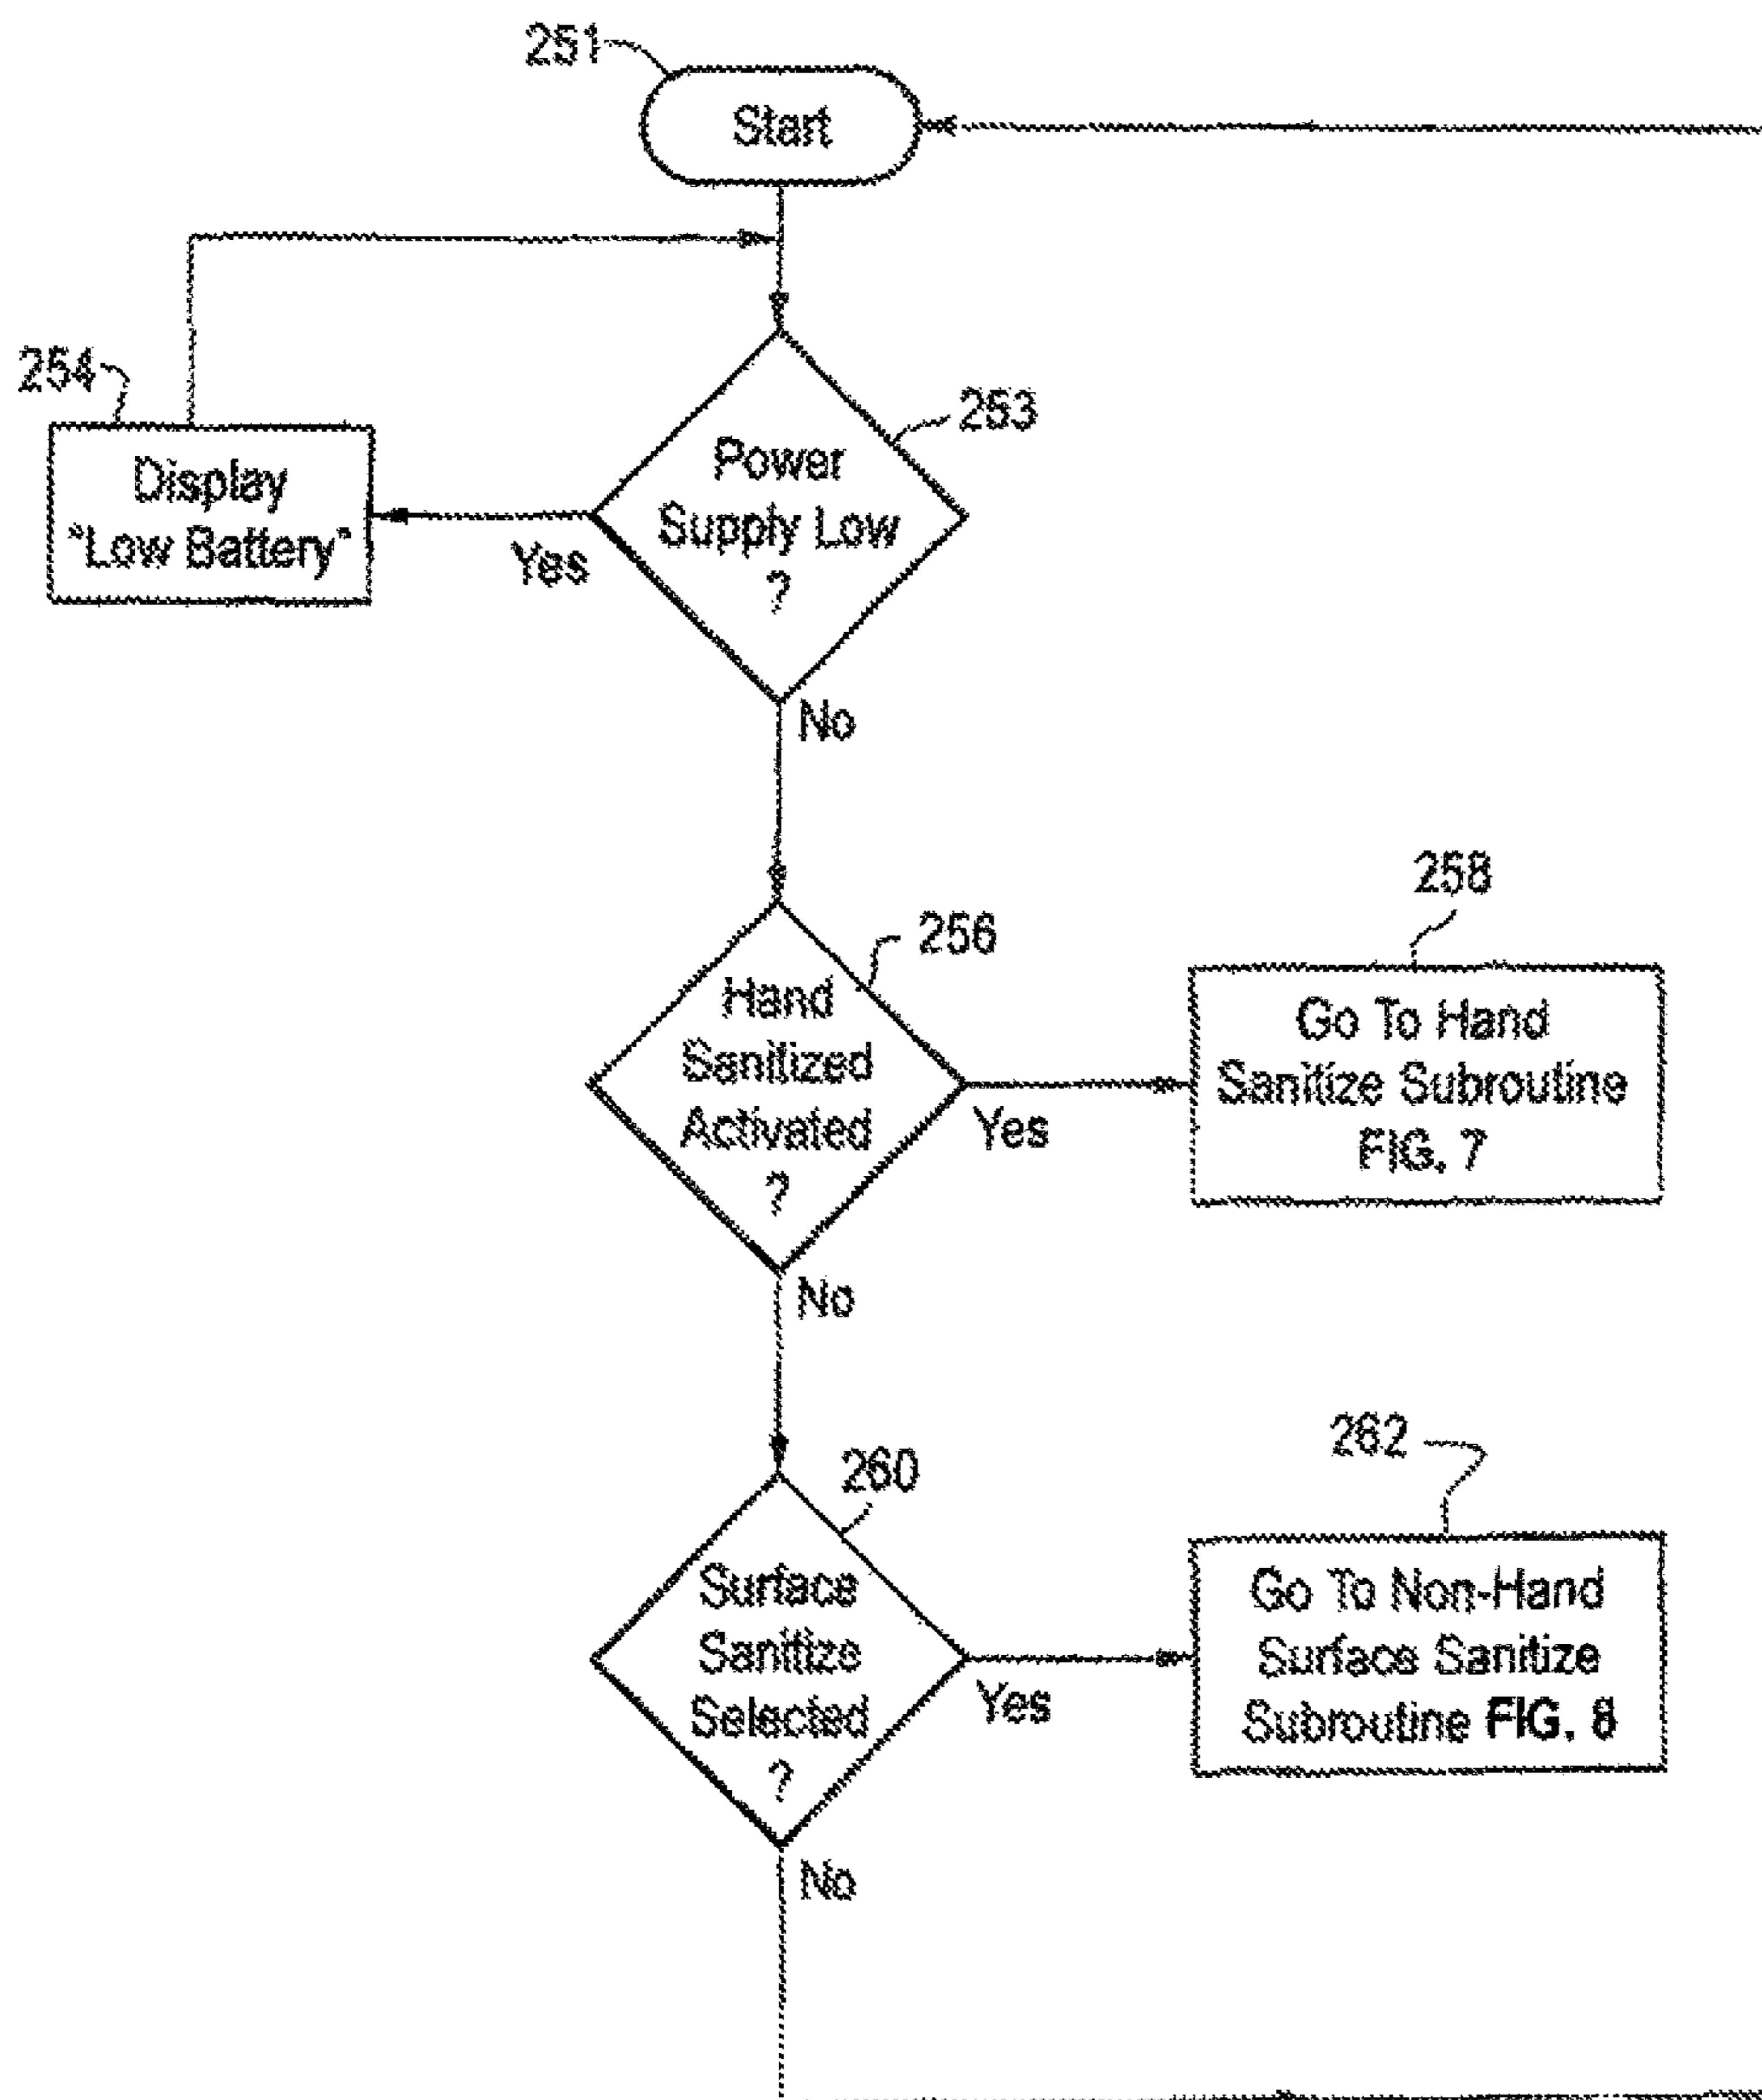 251
Start
254
Display
"Low Battery"
253
Power
Supply Low
?
Yes
No
256
Hand
Sanitized
Activated
?
Yes
No
258
Go To Hand
Sanitize Subroutine
FIG. 7
260
Surface
Sanitize
Selected
?
Yes
No
262
Go To Non-Hand
Surface Sanitize
Subroutine FIG. 8